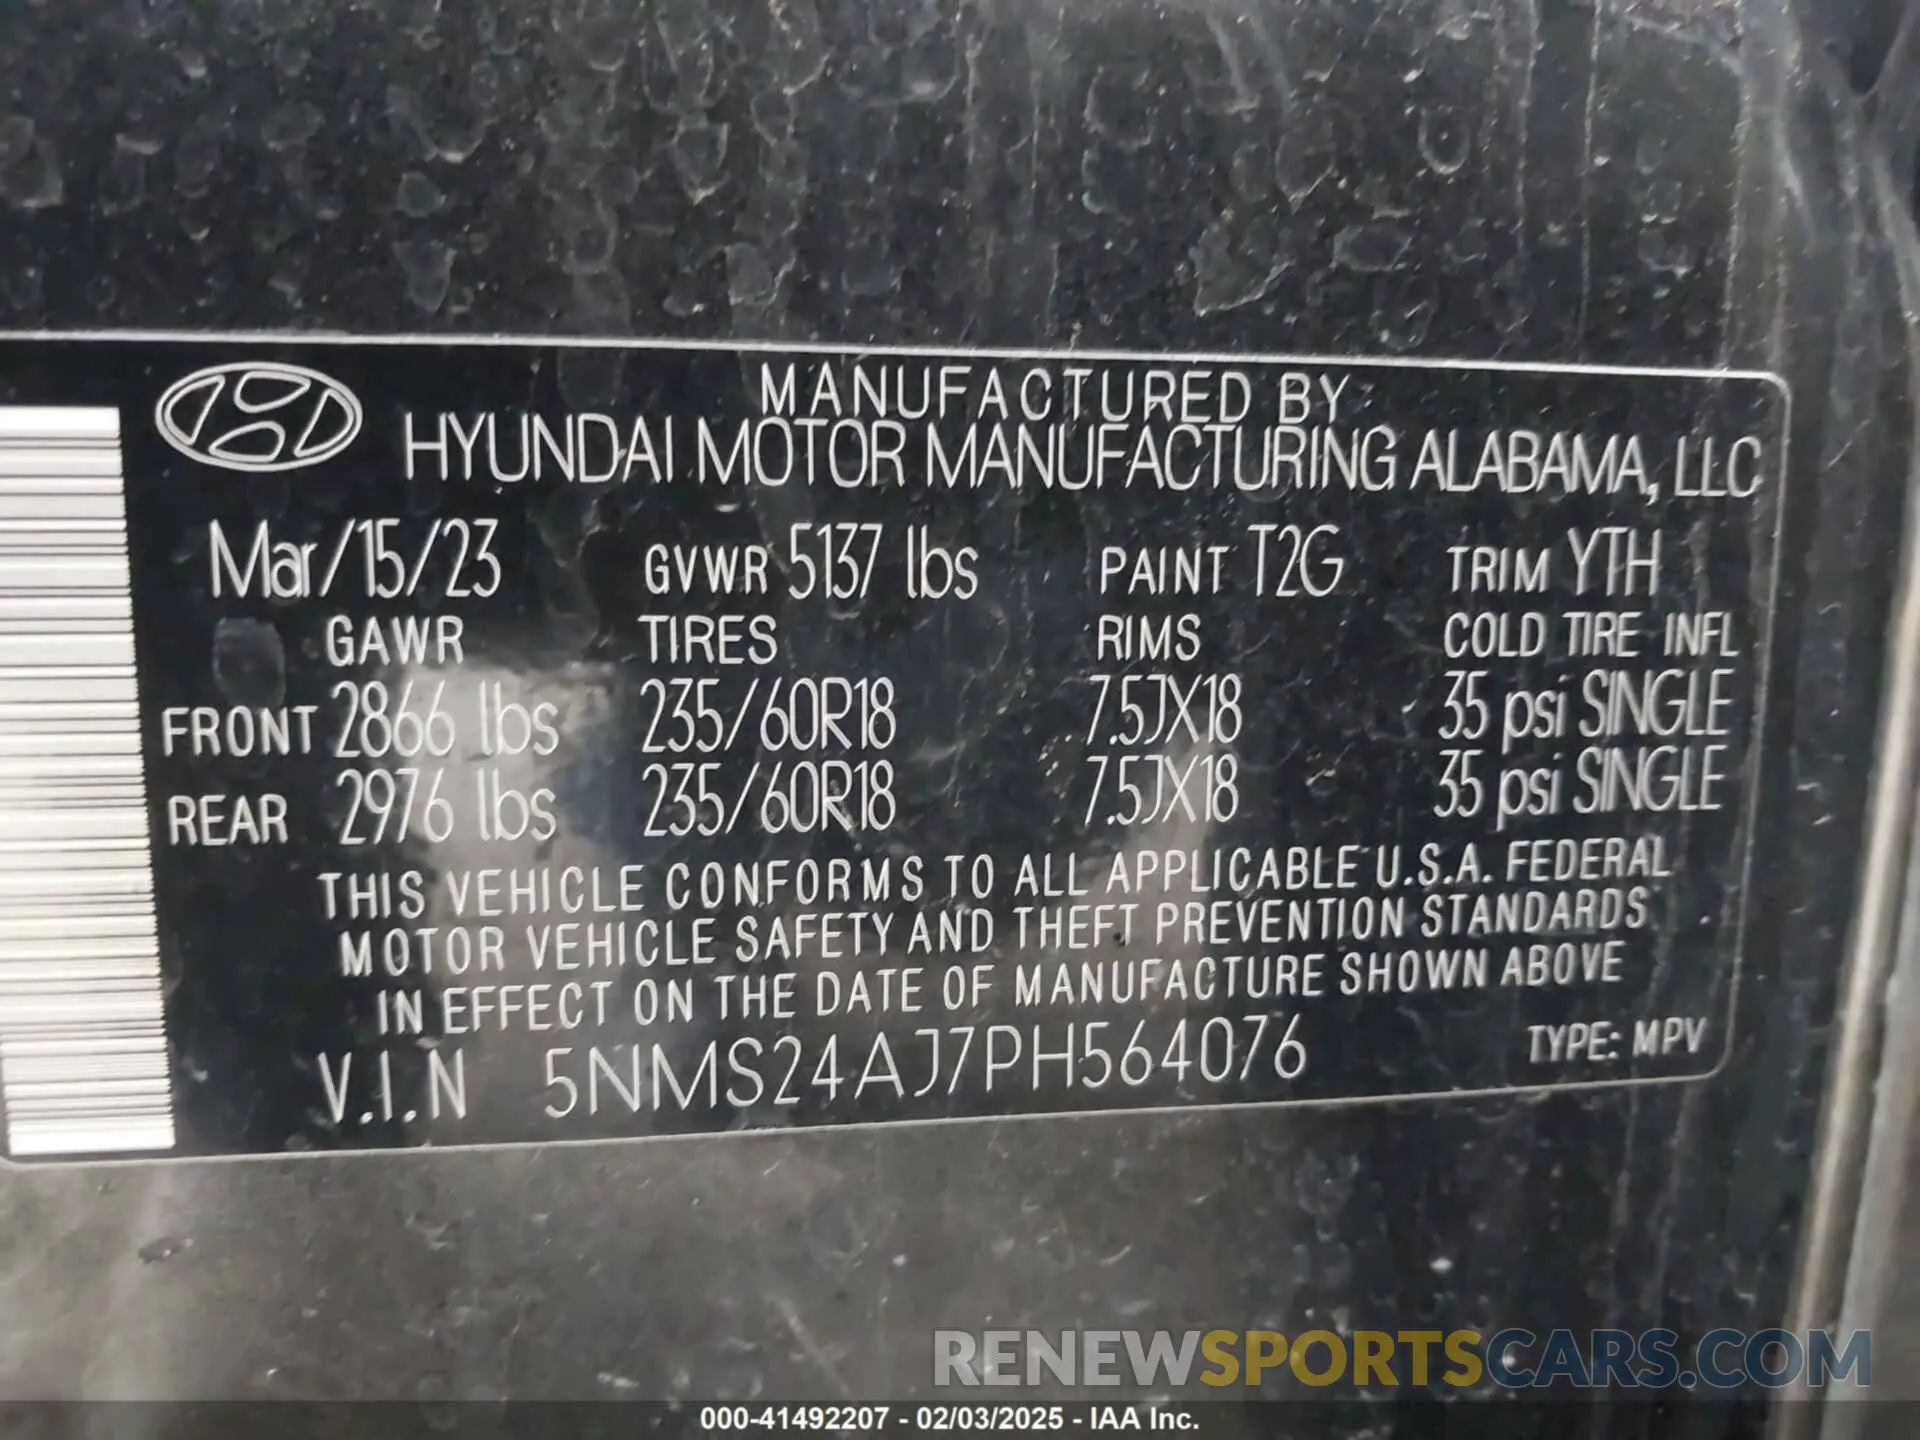 MANUFACTURED BY
HYUNDAI MOTOR MANUFACTURING ALABAMA, LLC
Mar/15/23 GVWR 5137 lbs PAINT T2G TRIM YTH
GAWR TIRES RIMS COLD TIRE INFL
FRONT 2866 lbs 235/60R18 7.5JX18 35 psi SINGLE
REAR 2976 lbs 235/60R18 7.5JX18 35 psi SINGLE
THIS VEHICLE CONFORMS TO ALL APPLICABLE U.S.A. FEDERAL
MOTOR VEHICLE SAFETY AND THEFT PREVENTION STANDARDS
IN EFFECT ON THE DATE OF MANUFACTURE SHOWN ABOVE
V.I.N 5NMS24AJ7PH564076 TYPE: MPV
RENEWSPORTSCARS.COM
000-41492207 - 02/03/2025 - IAA Inc.